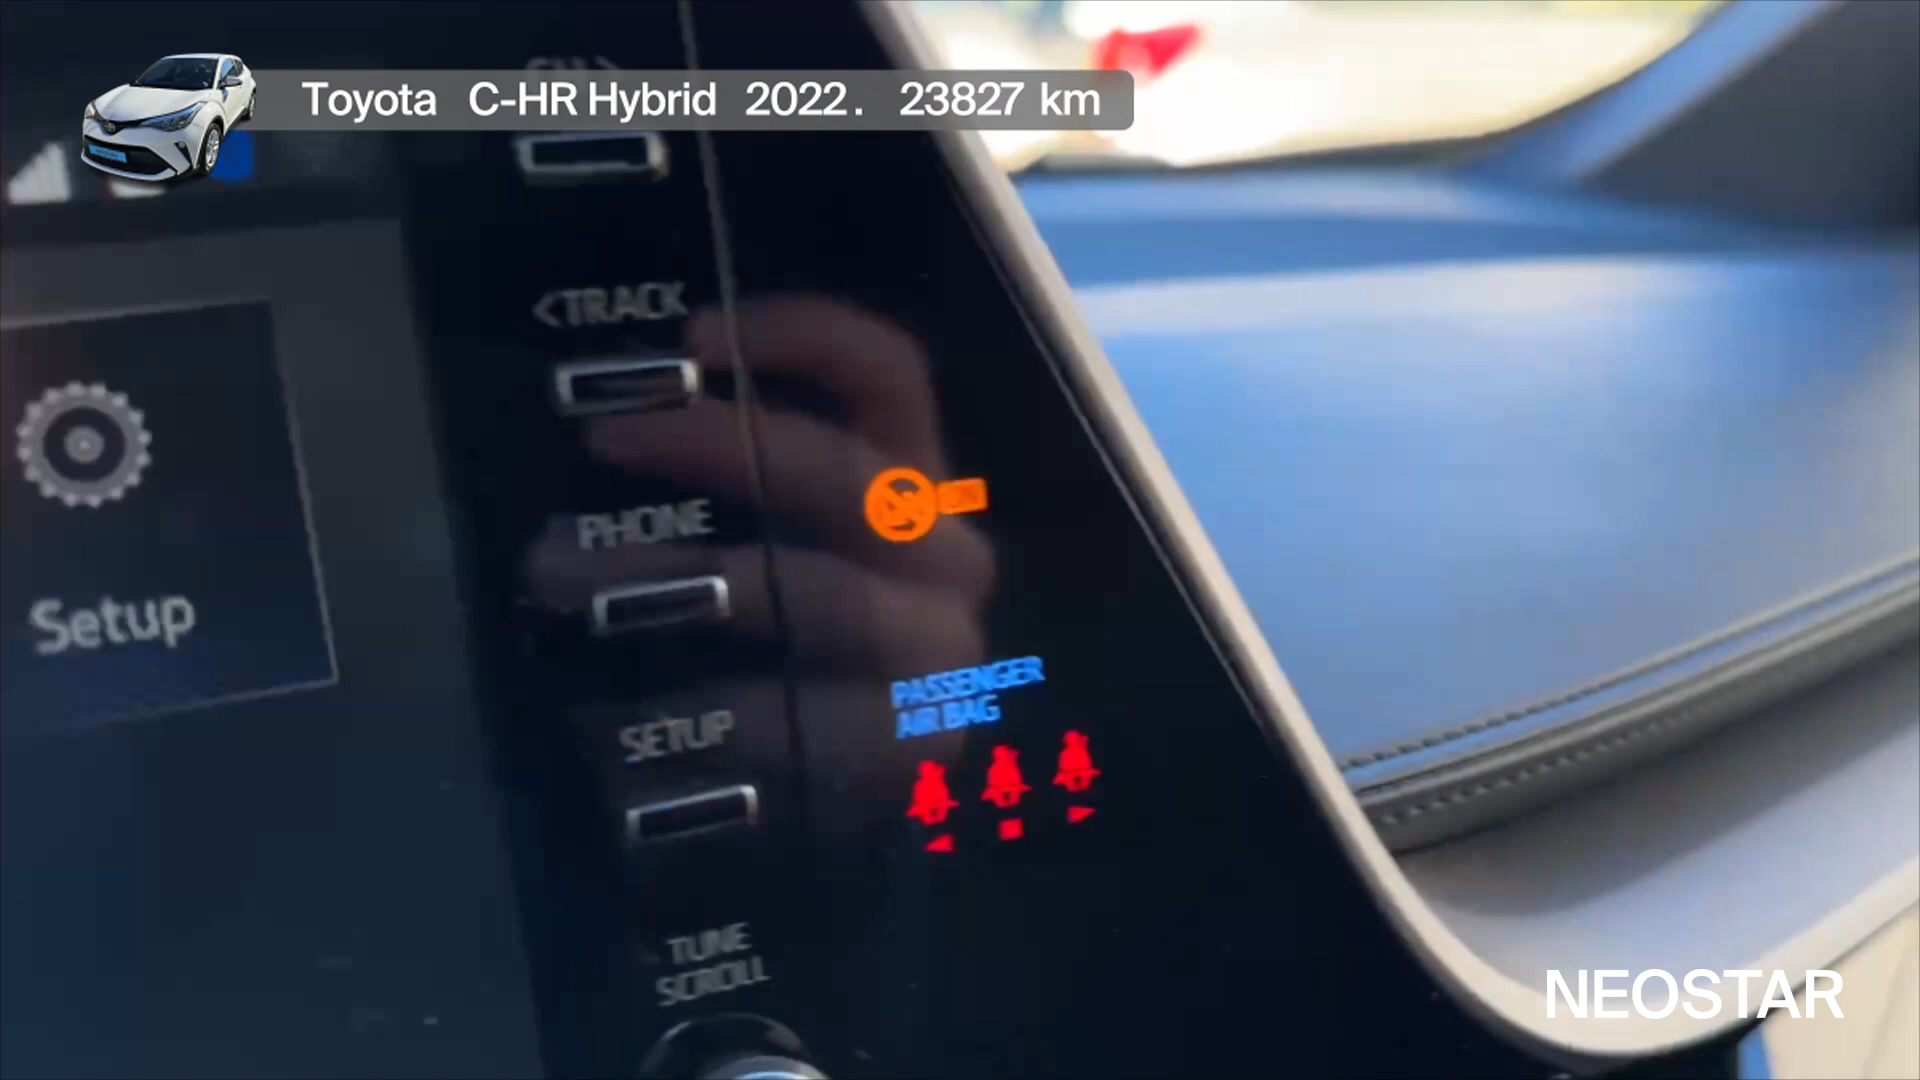 Toyota C-HR Hybrid 2022. 23827 km
<TRACK
PHONE
Setup
PASSENGER
AIR BAG
SETUP
TUNE
SCROLL
NEOSTAR